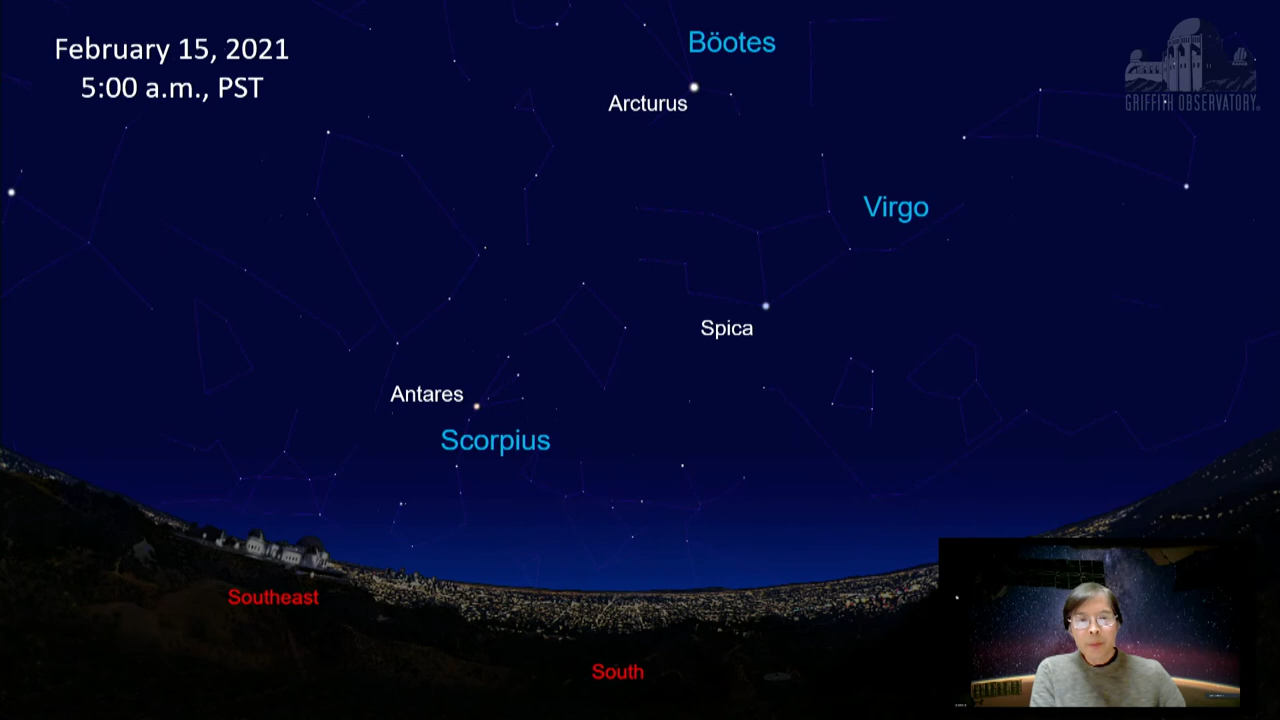 February 15, 2021
5:00 a.m., PST
Böotes
GRIFFITH OBSERVATORY
Arcturus
Virgo
Spica
Antares
Scorpius
Southeast
South